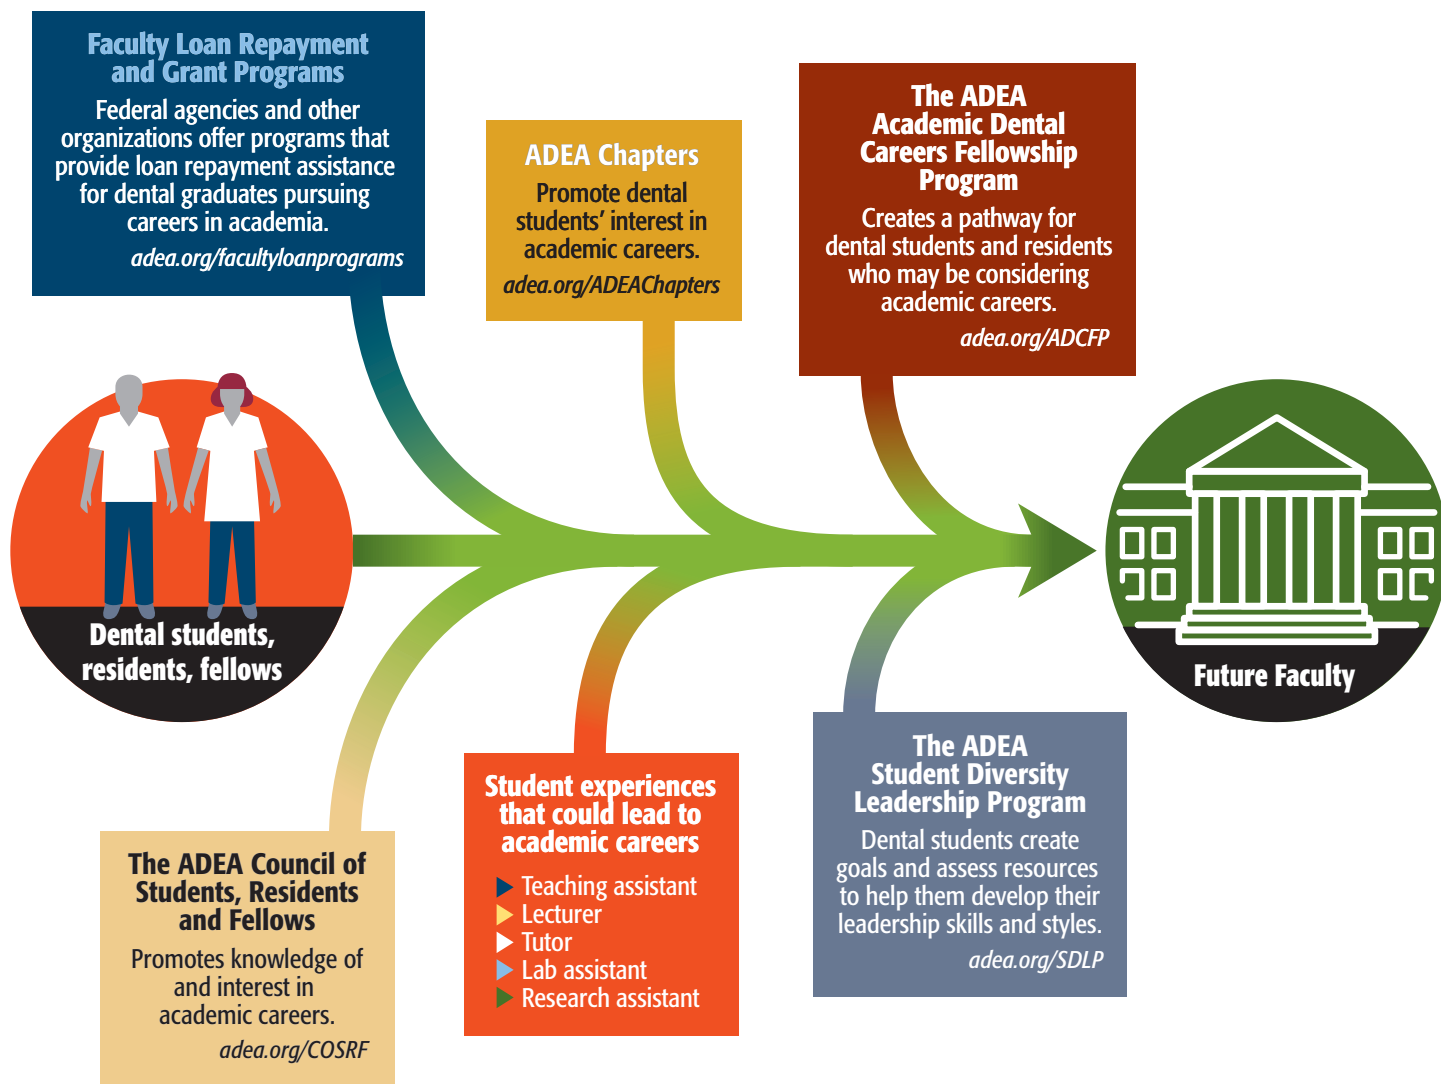 Faculty Loan Repayment
and Grant Programs
Federal agencies and other
organizations offer programs that
provide loan repayment assistance
for dental graduates pursuing
careers in academia.
adea.org/facultyloanprograms
ADEA Chapters
Promote dental
students’ interest in
academic careers.
adea.org/ADEAChapters
The ADEA
Academic Dental
Careers Fellowship
Program
Creates a pathway for
dental students and residents
who may be considering
academic careers.
adea.org/ADCFP
Dental students,
residents, fellows
Future Faculty
The ADEA Council of
Students, Residents
and Fellows
Promotes knowledge of
and interest in
academic careers.
adea.org/COSRF
Student experiences
that could lead to
academic careers
Teaching assistant
Lecturer
Tutor
Lab assistant
Research assistant
The ADEA
Student Diversity
Leadership Program
Dental students create
goals and assess resources
to help them develop their
leadership skills and styles.
adea.org/SDLP